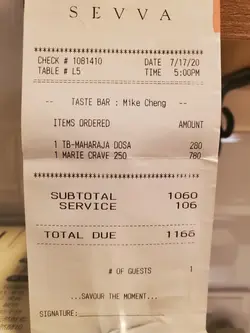 SEVVA
CHECK # 1081410 DATE 7/17/20
TABLE # L5 TIME 5:00PM
-- TASTE BAR : Mike Cheng --
ITEMS ORDERED AMOUNT
1 TB-MAHARAJA DOSA 280
1 MARIE CRAVE 250 780
SUBTOTAL 1060
SERVICE 106
TOTAL DUE 1166
# OF GUESTS 1
...SAVOUR THE MOMENT...
SIGNATURE: